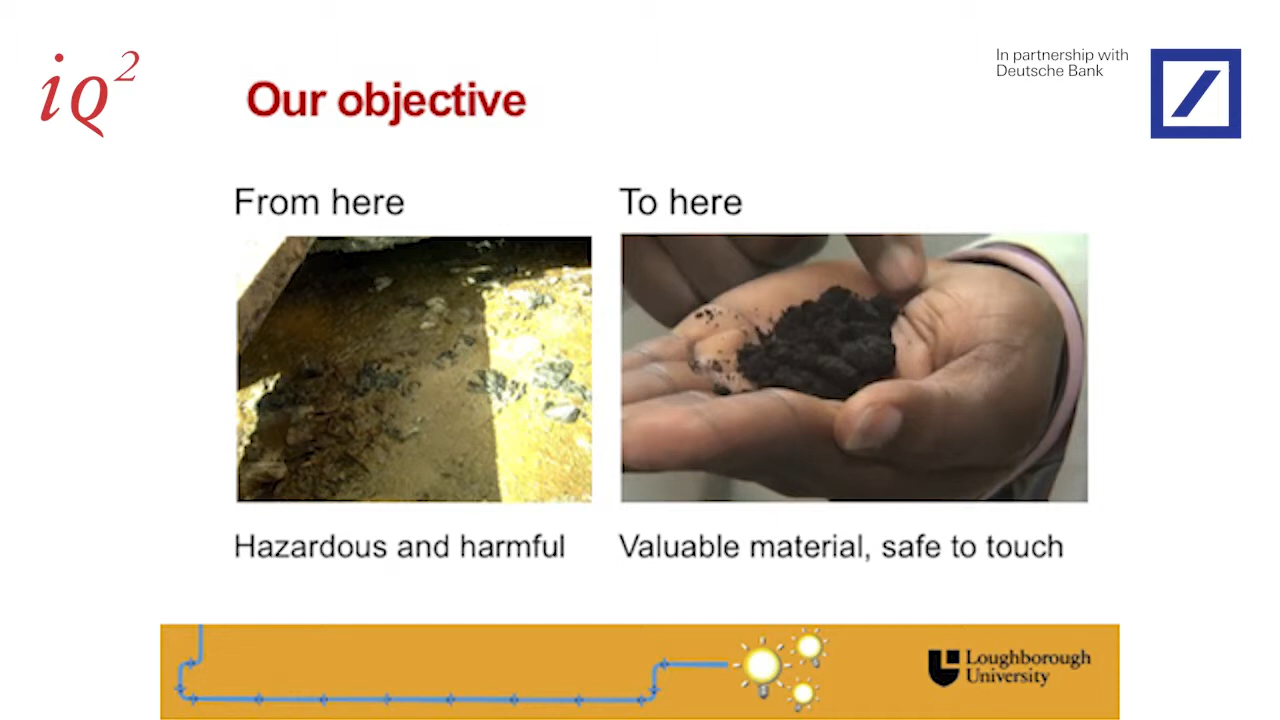 iq2
In partnership with
Deutsche Bank
Our objective
From here
To here
Hazardous and harmful
Valuable material, safe to touch
Loughborough
University